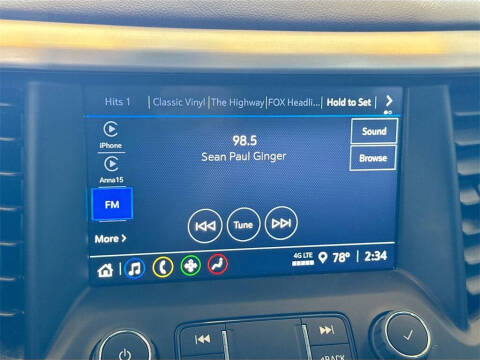 Hits 1 Classic Vinyl The Highway FOX Headli... Hold to Set
iPhone
98.5
Sound
Sean Paul Ginger
Browse
Anna15
FM
Tune
More
4G LTE
78° 2:34
BACK